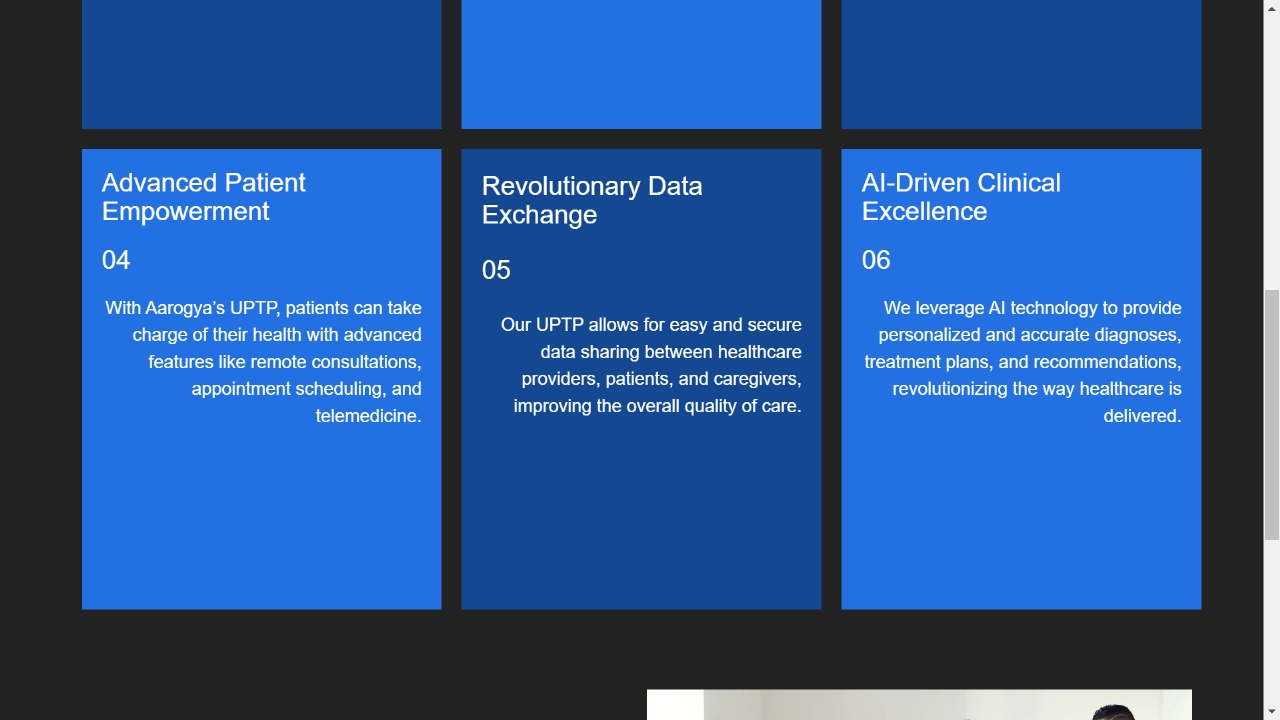 Advanced Patient
Empowerment
04
With Aarogya’s UPTP, patients can take
charge of their health with advanced
features like remote consultations,
appointment scheduling, and
telemedicine.
Revolutionary Data
Exchange
05
Our UPTP allows for easy and secure
data sharing between healthcare
providers, patients, and caregivers,
improving the overall quality of care.
AI-Driven Clinical
Excellence
06
We leverage AI technology to provide
personalized and accurate diagnoses,
treatment plans, and recommendations,
revolutionizing the way healthcare is
delivered.